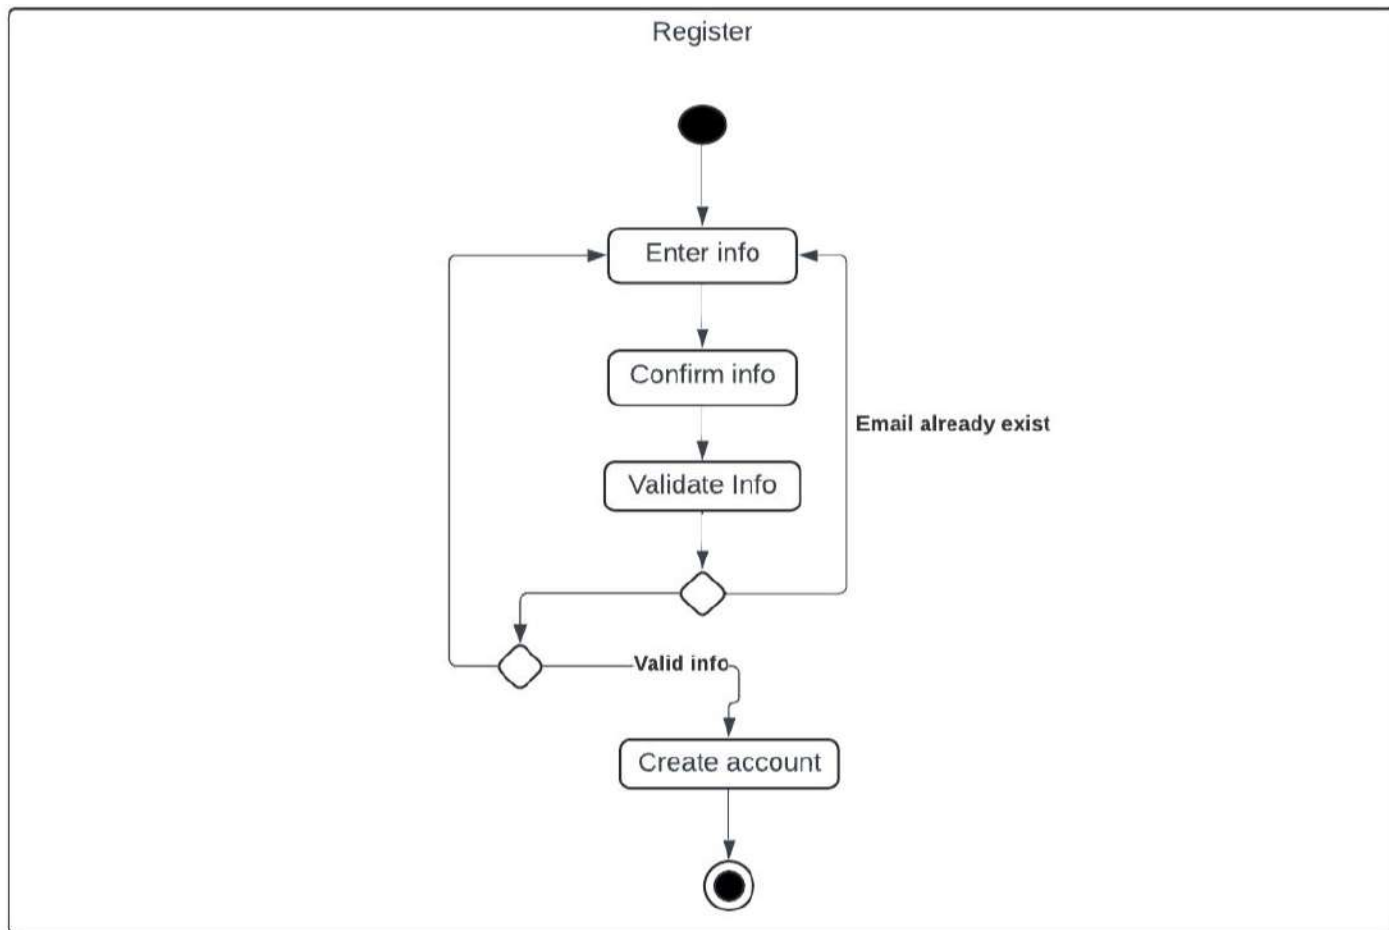 Register
Enter info
Confirm info
Email already exist
Validate Info
Valid info
Create account